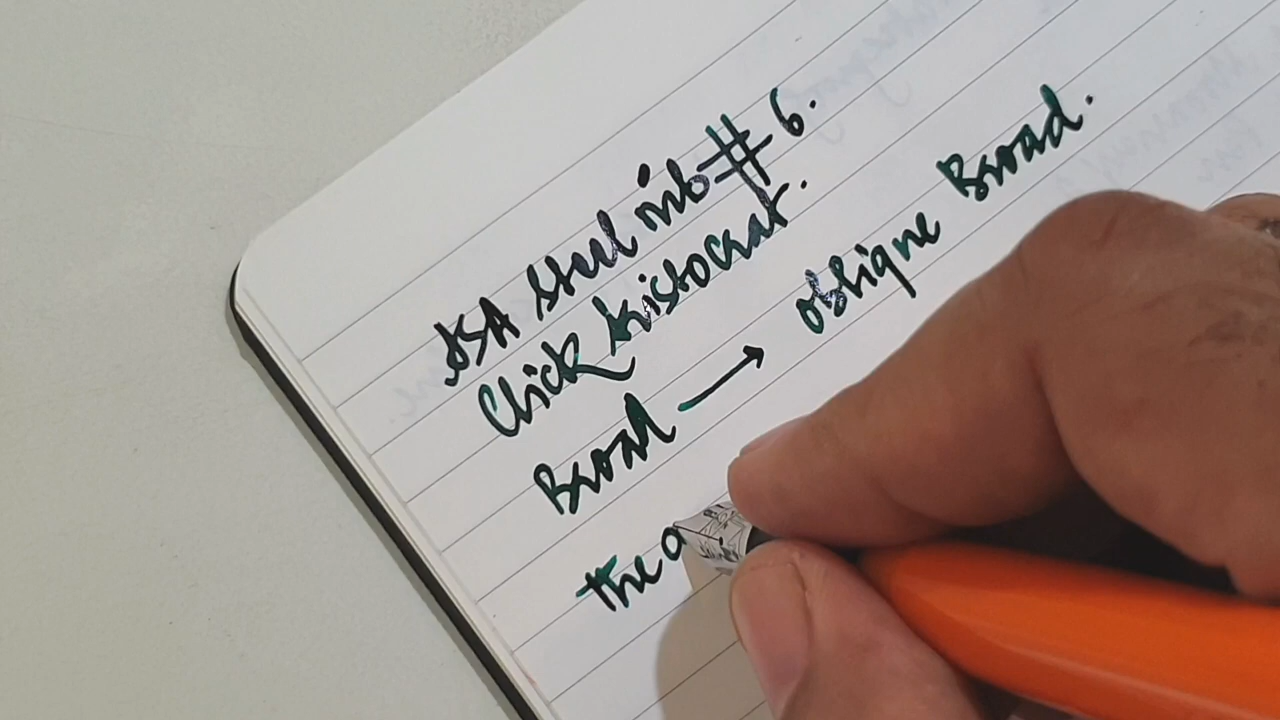 ASA Steel nib #6.
Click Aristocrat.
Broad → oblique Broad.
the a